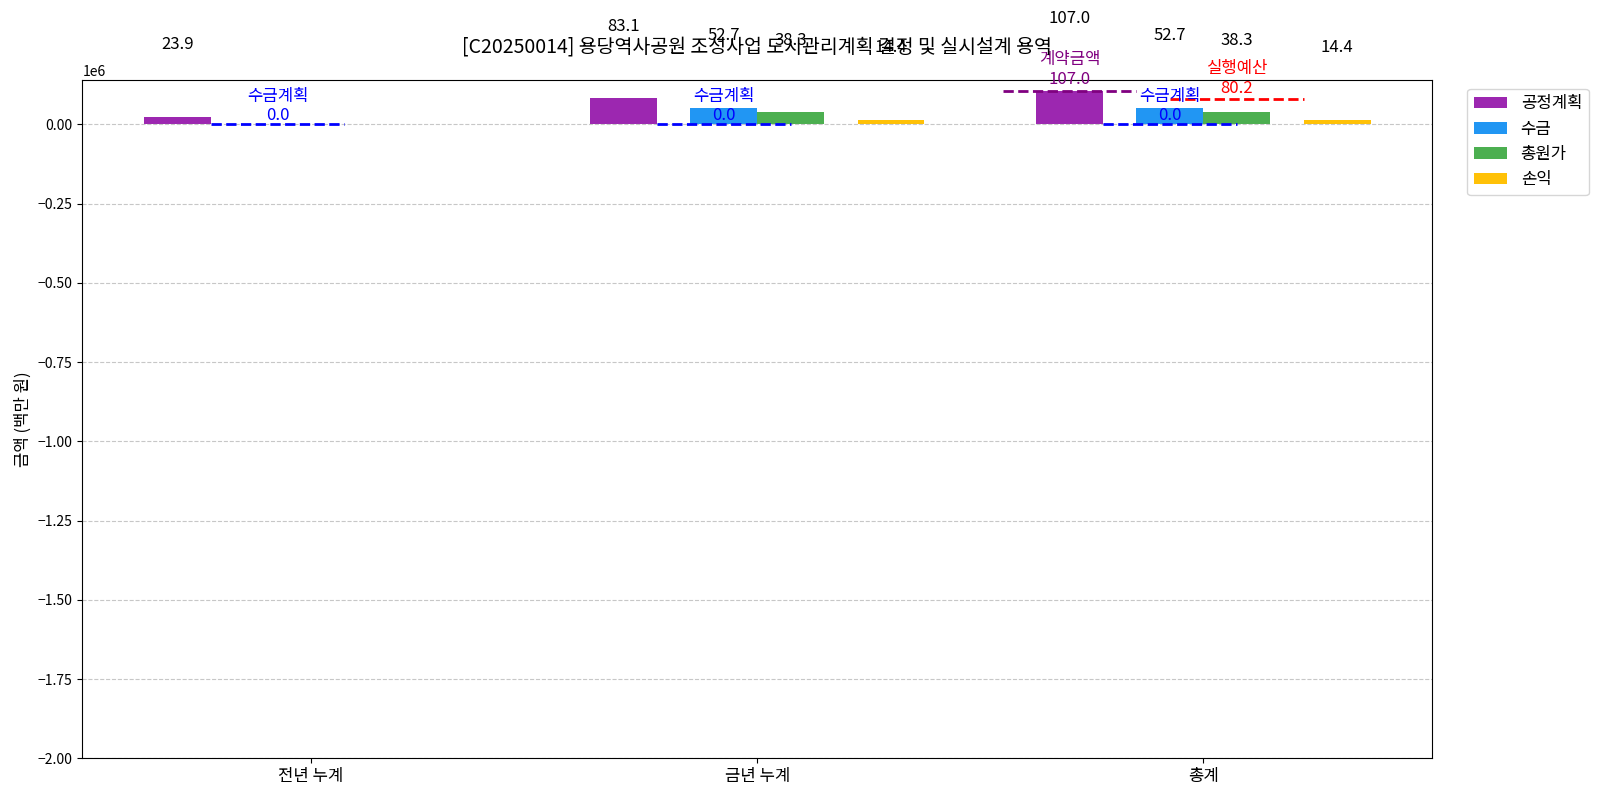 [C20250014] 용당역사공원 조성사업 도시관리계획 결정 및 실시설계 용역
1e6
금액 (백만 원)
0.00
−0.25
−0.50
−0.75
−1.00
−1.25
−1.50
−1.75
−2.00
23.9
수금계획
0.0
83.1
52.7
38.3
14.4
수금계획
0.0
107.0
52.7
38.3
14.4
계약금액
107.0
실행예산
80.2
수금계획
0.0
전년 누계
금년 누계
총계
공정계획
수금
총원가
손익